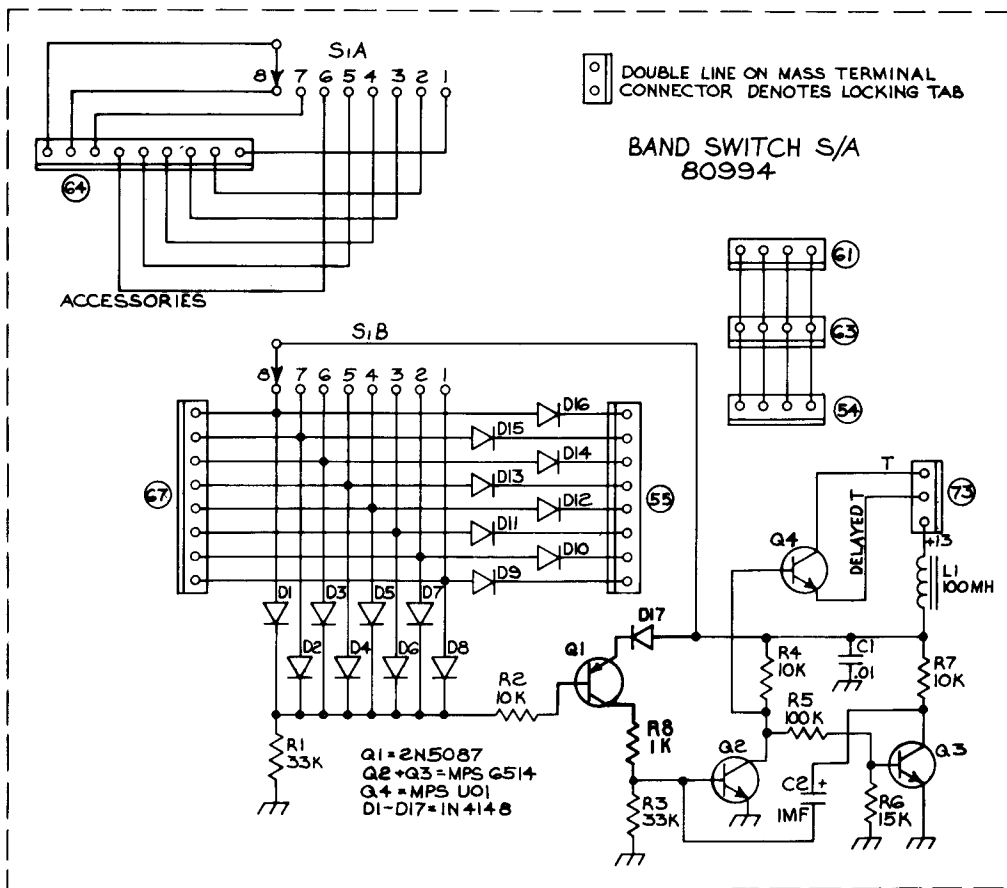 S1A
8 7 6 5 4 3 2 1
64
ACCESSORIES
DOUBLE LINE ON MASS TERMINAL
CONNECTOR DENOTES LOCKING TAB
BAND SWITCH S/A
80994
61
63
54
S1B
8 7 6 5 4 3 2 1
D16
D15
D14
D13
D12
D11
D10
D9
67
55
D1
D3
D5
D7
D2
D4
D6
D8
R1
33K
R2
10K
Q1
D17
R8
1K
R3
33K
Q2
R4
10K
R5
100K
C2
+
1MF
R6
15K
Q3
R7
10K
C1
.01
L1
100MH
+13
73
T
DELAYED T
Q4
Q1=2N5087
Q2+Q3=MPS 6514
Q4=MPS U01
D1-D17=1N4148